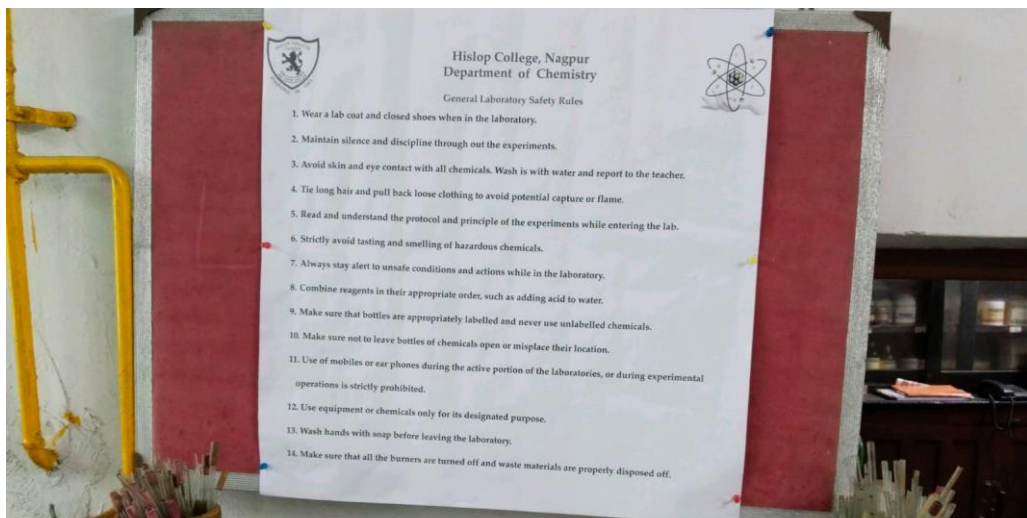 Hislop College, Nagpur
Department of Chemistry
General Laboratory Safety Rules
1. Wear a lab coat and closed shoes when in the laboratory.
2. Maintain silence and discipline through out the experiments.
3. Avoid skin and eye contact with all chemicals. Wash is with water and report to the teacher.
4. Tie long hair and pull back loose clothing to avoid potential capture or flame.
5. Read and understand the protocol and principle of the experiments while entering the lab.
6. Strictly avoid tasting and smelling of hazardous chemicals.
7. Always stay alert to unsafe conditions and actions while in the laboratory.
8. Combine reagents in their appropriate order, such as adding acid to water.
9. Make sure that bottles are appropriately labelled and never use unlabelled chemicals.
10. Make sure not to leave bottles of chemicals open or misplace their location.
11. Use of mobiles or ear phones during the active portion of the laboratories, or during experimental
operations is strictly prohibited.
12. Use equipment or chemicals only for its designated purpose.
13. Wash hands with soap before leaving the laboratory.
14. Make sure that all the burners are turned off and waste materials are properly disposed off.